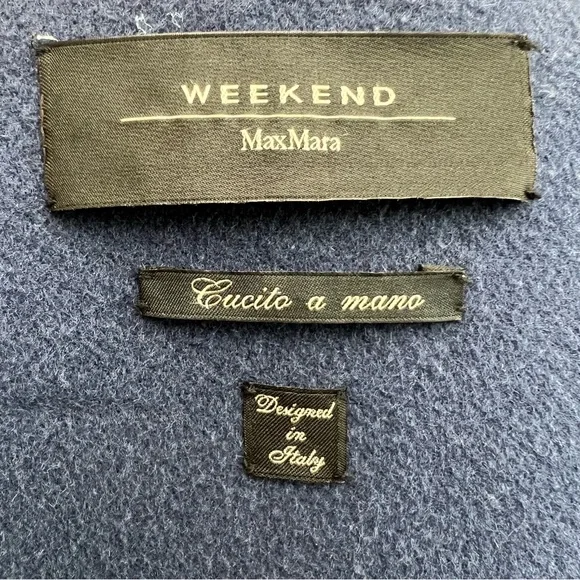 WEEKEND
MaxMara
Cucito a mano
Designed
in
Italy